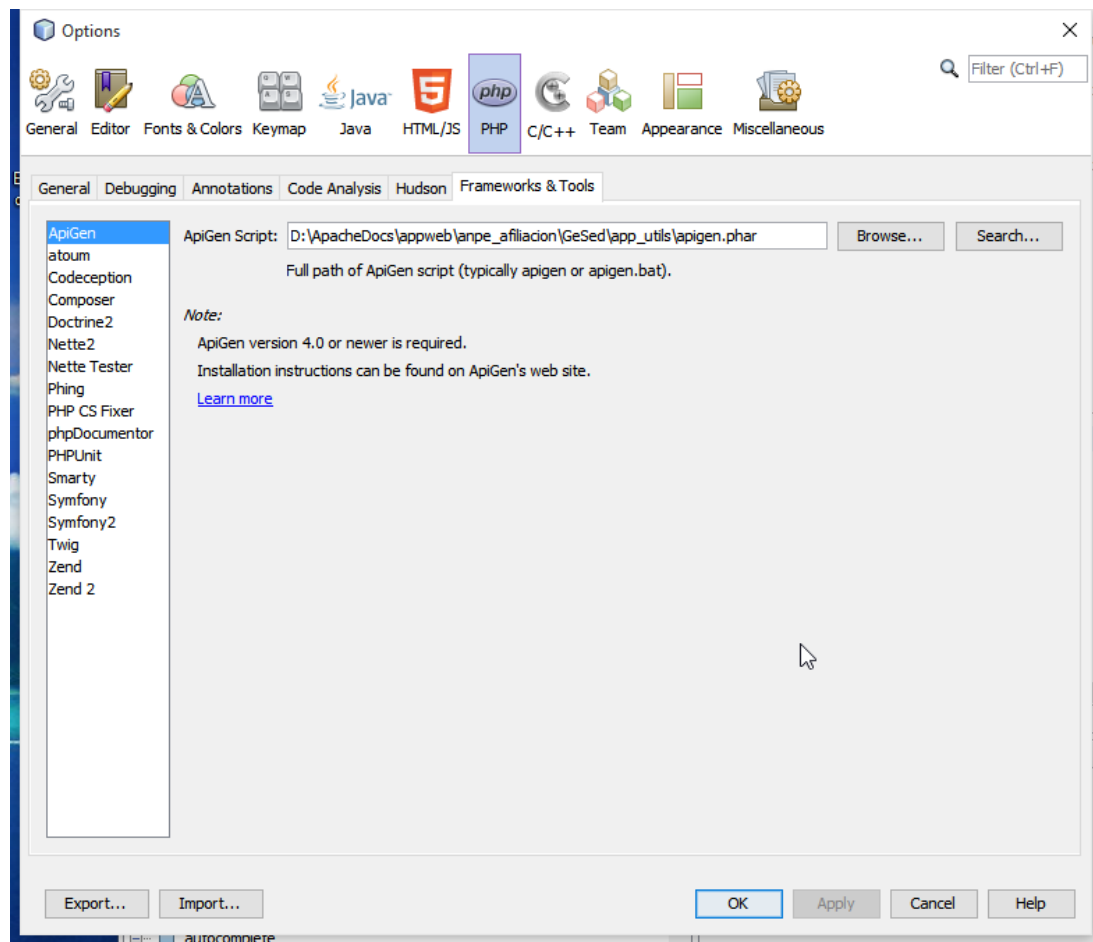 Options
Filter (Ctrl+F)
Java
php
General Editor Fonts & Colors Keymap Java HTML/JS PHP C/C++ Team Appearance Miscellaneous
General Debugging Annotations Code Analysis Hudson Frameworks & Tools
ApiGen
atoum
Codeception
Composer
Doctrine2
Nette2
Nette Tester
Phing
PHP CS Fixer
phpDocumentor
PHPUnit
Smarty
Symfony
Symfony2
Twig
Zend
Zend 2
ApiGen Script: D:\ApacheDocs\appweb\anpe_afiliacion\GeSed\app_utils\apigen.phar Browse... Search...
Full path of ApiGen script (typically apigen or apigen.bat).
Note:
ApiGen version 4.0 or newer is required.
Installation instructions can be found on ApiGen's web site.
Learn more
Export... Import... OK Apply Cancel Help
autocomplete